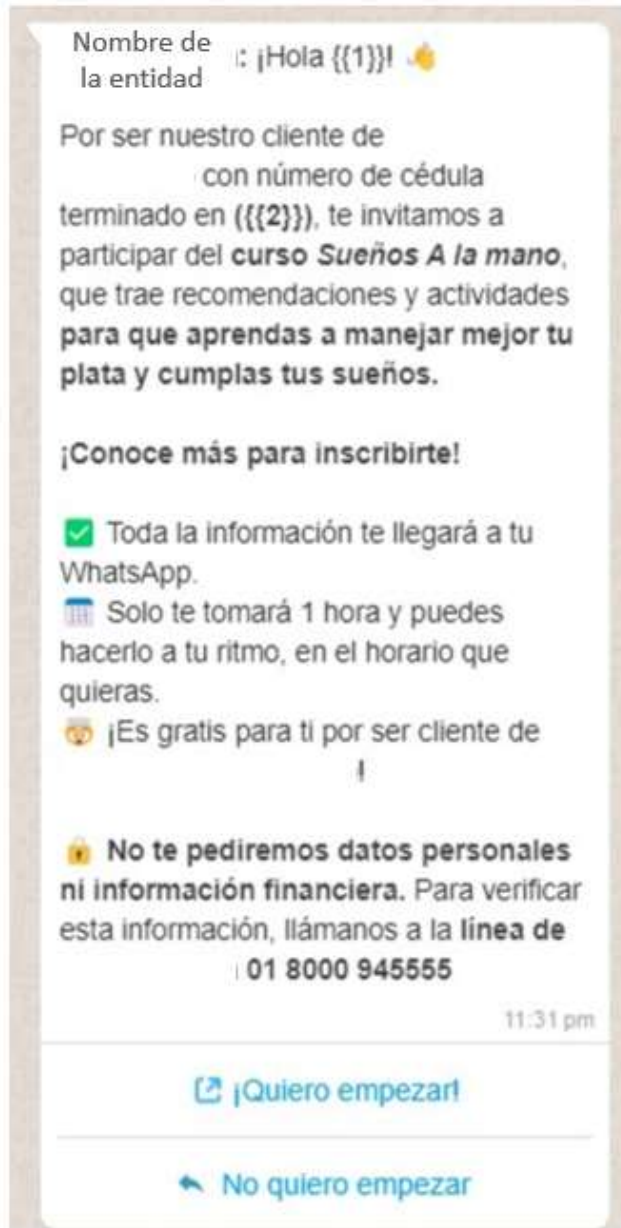 Nombre de la entidad : ¡Hola {{1}}! 👋
Por ser nuestro cliente de
con número de cédula
terminado en ({{{2}}), te invitamos a
participar del curso Sueños A la mano,
que trae recomendaciones y actividades
para que aprendas a manejar mejor tu
plata y cumplas tus sueños.
¡Conoce más para inscribirte!
✅ Toda la información te llegará a tu
WhatsApp.
🗓 Solo te tomará 1 hora y puedes
hacerlo a tu ritmo, en el horario que
quieras.
🤯 ¡Es gratis para ti por ser cliente de
!
🔒 No te pediremos datos personales
ni información financiera. Para verificar
esta información, llámanos a la línea de
01 8000 945555
11:31 pm
¡Quiero empezar!
No quiero empezar